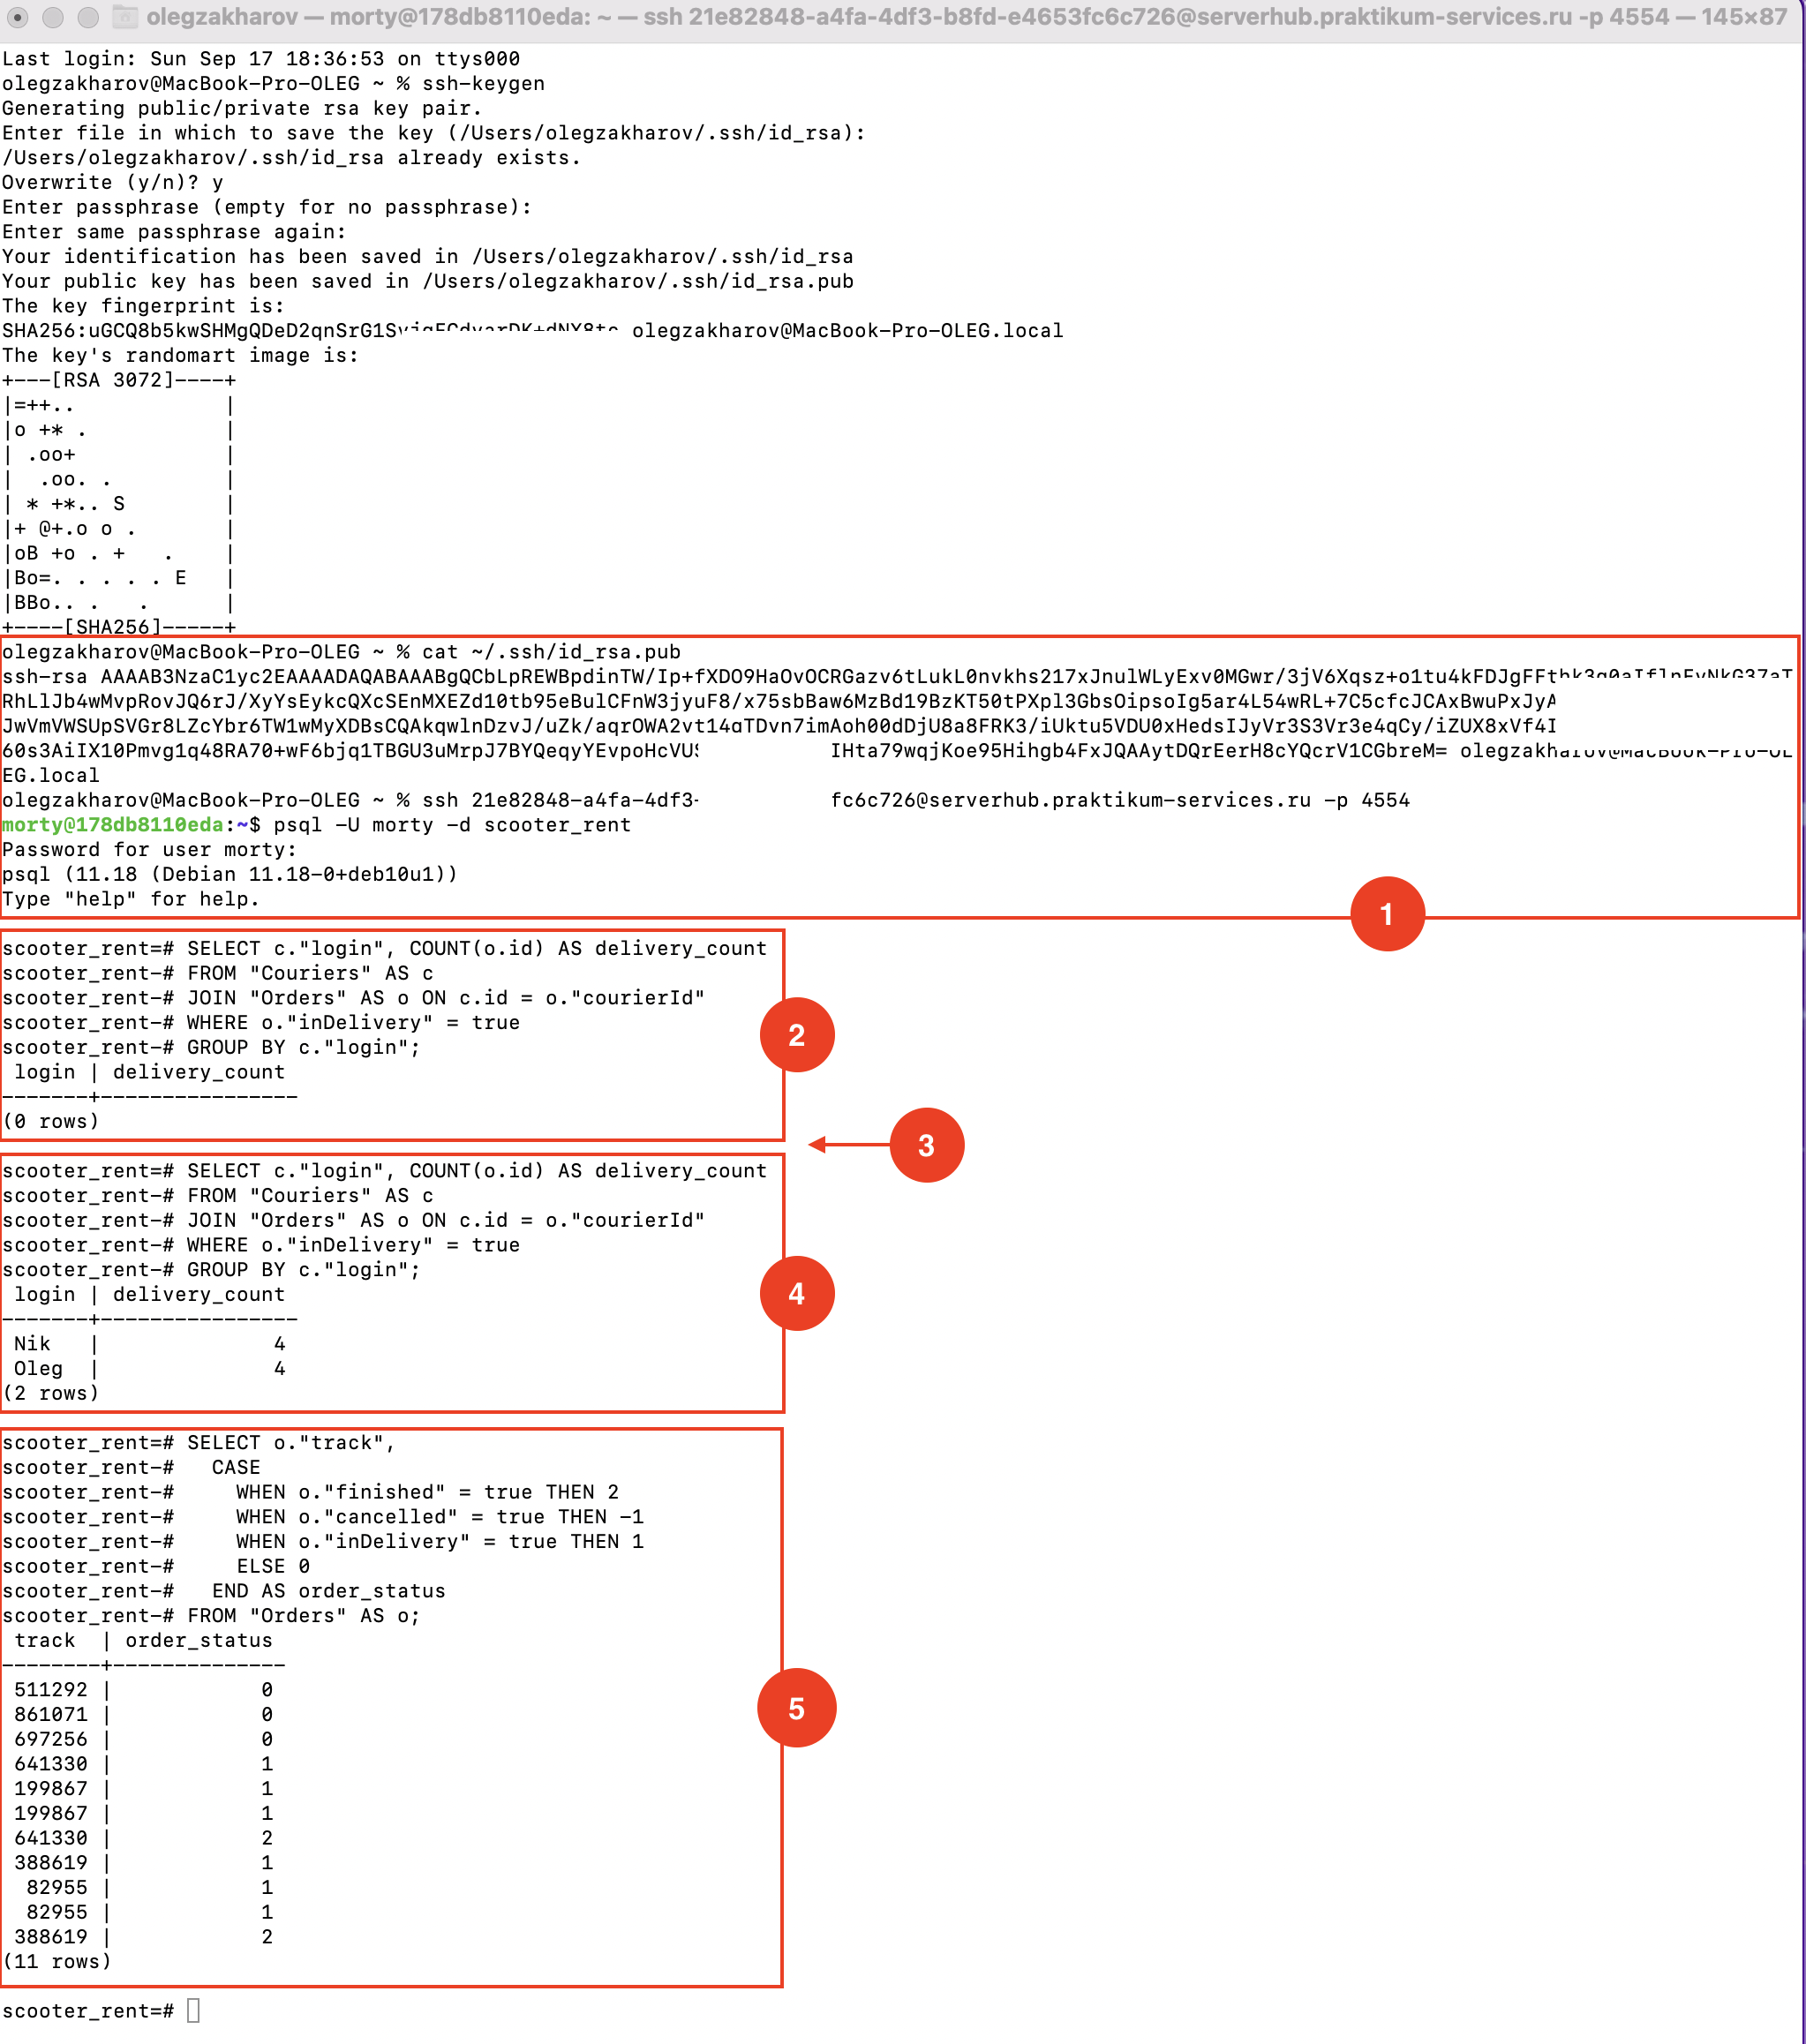 olegzakharov — morty@178db8110eda: ~ — ssh 21e82848-a4fa-4df3-b8fd-e4653fc6c726@serverhub.praktikum-services.ru -p 4554 — 145×87
Last login: Sun Sep 17 18:36:53 on ttys000
olegzakharov@MacBook-Pro-OLEG ~ % ssh-keygen
Generating public/private rsa key pair.
Enter file in which to save the key (/Users/olegzakharov/.ssh/id_rsa):
/Users/olegzakharov/.ssh/id_rsa already exists.
Overwrite (y/n)? y
Enter passphrase (empty for no passphrase):
Enter same passphrase again:
Your identification has been saved in /Users/olegzakharov/.ssh/id_rsa
Your public key has been saved in /Users/olegzakharov/.ssh/id_rsa.pub
The key fingerprint is:
SHA256:uGCQ8b5kwSHMgQDeD2qnSrG1S olegzakharov@MacBook-Pro-OLEG.local
The key's randomart image is:
+---[RSA 3072]----+
|=++..            |
|o +* .           |
| .oo+            |
|  .oo. .         |
| * +*.. S        |
|+ @+.o o .       |
|oB +o . +   .    |
|Bo=. . . . . E   |
|BBo.. .   .      |
+----[SHA256]-----+
olegzakharov@MacBook-Pro-OLEG ~ % cat ~/.ssh/id_rsa.pub
ssh-rsa AAAAB3NzaC1yc2EAAAADAQABAAABgQCbLpREWBpdinTW/Ip+fXDO9HaOvOCRGazv6tLukL0nvkhs217xJnulWLyExv0MGwr/3jV6Xqsz+o1tu4kFDJgFFt
RhLlJb4wMvpRovJQ6rJ/XyYsEykcQXcSEnMXEZd10tb95eBulCFnW3jyuF8/x75sbBaw6MzBd19BzKT50tPXpl3GbsOipsoIg5ar4L54wRL+7C5cfcJCAxBwuPxJyA
JwVmVWSUpSVGr8LZcYbr6TW1wMyXDBsCQAkqwlnDzvJ/uZk/aqrOWA2vt14qTDvn7imAoh00dDjU8a8FRK3/iUktu5VDU0xHedsIJyVr3S3Vr3e4qCy/iZUX8xVf4I
60s3AiIX10Pmvg1q48RA70+wF6bjq1TBGU3uMrpJ7BYQeqyYEvpoHcVUS IHta79wqjKoe95Hihgb4FxJQAAytDQrEerH8cYQcrV1CGbreM= olegzakharov@MacBook-Pro-OL
EG.local
olegzakharov@MacBook-Pro-OLEG ~ % ssh 21e82848-a4fa-4df3- fc6c726@serverhub.praktikum-services.ru -p 4554
morty@178db8110eda:~$ psql -U morty -d scooter_rent
Password for user morty:
psql (11.18 (Debian 11.18-0+deb10u1))
Type "help" for help.
1
scooter_rent=# SELECT c."login", COUNT(o.id) AS delivery_count
scooter_rent-# FROM "Couriers" AS c
scooter_rent-# JOIN "Orders" AS o ON c.id = o."courierId"
scooter_rent-# WHERE o."inDelivery" = true
scooter_rent-# GROUP BY c."login";
 login | delivery_count
-------+----------------
(0 rows)
2
3
scooter_rent=# SELECT c."login", COUNT(o.id) AS delivery_count
scooter_rent-# FROM "Couriers" AS c
scooter_rent-# JOIN "Orders" AS o ON c.id = o."courierId"
scooter_rent-# WHERE o."inDelivery" = true
scooter_rent-# GROUP BY c."login";
 login | delivery_count
-------+----------------
 Nik   |              4
 Oleg  |              4
(2 rows)
4
scooter_rent=# SELECT o."track",
scooter_rent-#   CASE
scooter_rent-#     WHEN o."finished" = true THEN 2
scooter_rent-#     WHEN o."cancelled" = true THEN -1
scooter_rent-#     WHEN o."inDelivery" = true THEN 1
scooter_rent-#     ELSE 0
scooter_rent-#   END AS order_status
scooter_rent-# FROM "Orders" AS o;
 track  | order_status
--------+--------------
 511292 |            0
 861071 |            0
 697256 |            0
 641330 |            1
 199867 |            1
 199867 |            1
 641330 |            2
 388619 |            1
  82955 |            1
  82955 |            1
 388619 |            2
(11 rows)
5
scooter_rent=#